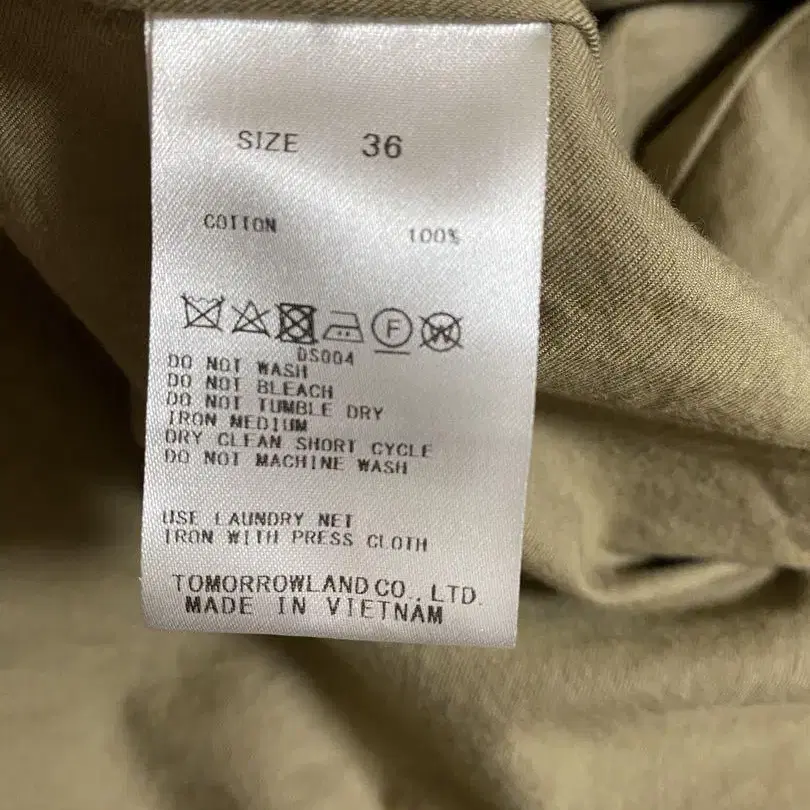 SIZE 36
COTTON 100%
F W
DS004
DO NOT WASH
DO NOT BLEACH
DO NOT TUMBLE DRY
IRON MEDIUM
DRY CLEAN SHORT CYCLE
DO NOT MACHINE WASH
USE LAUNDRY NET
IRON WITH PRESS CLOTH
TOMORROWLAND CO., LTD.
MADE IN VIETNAM